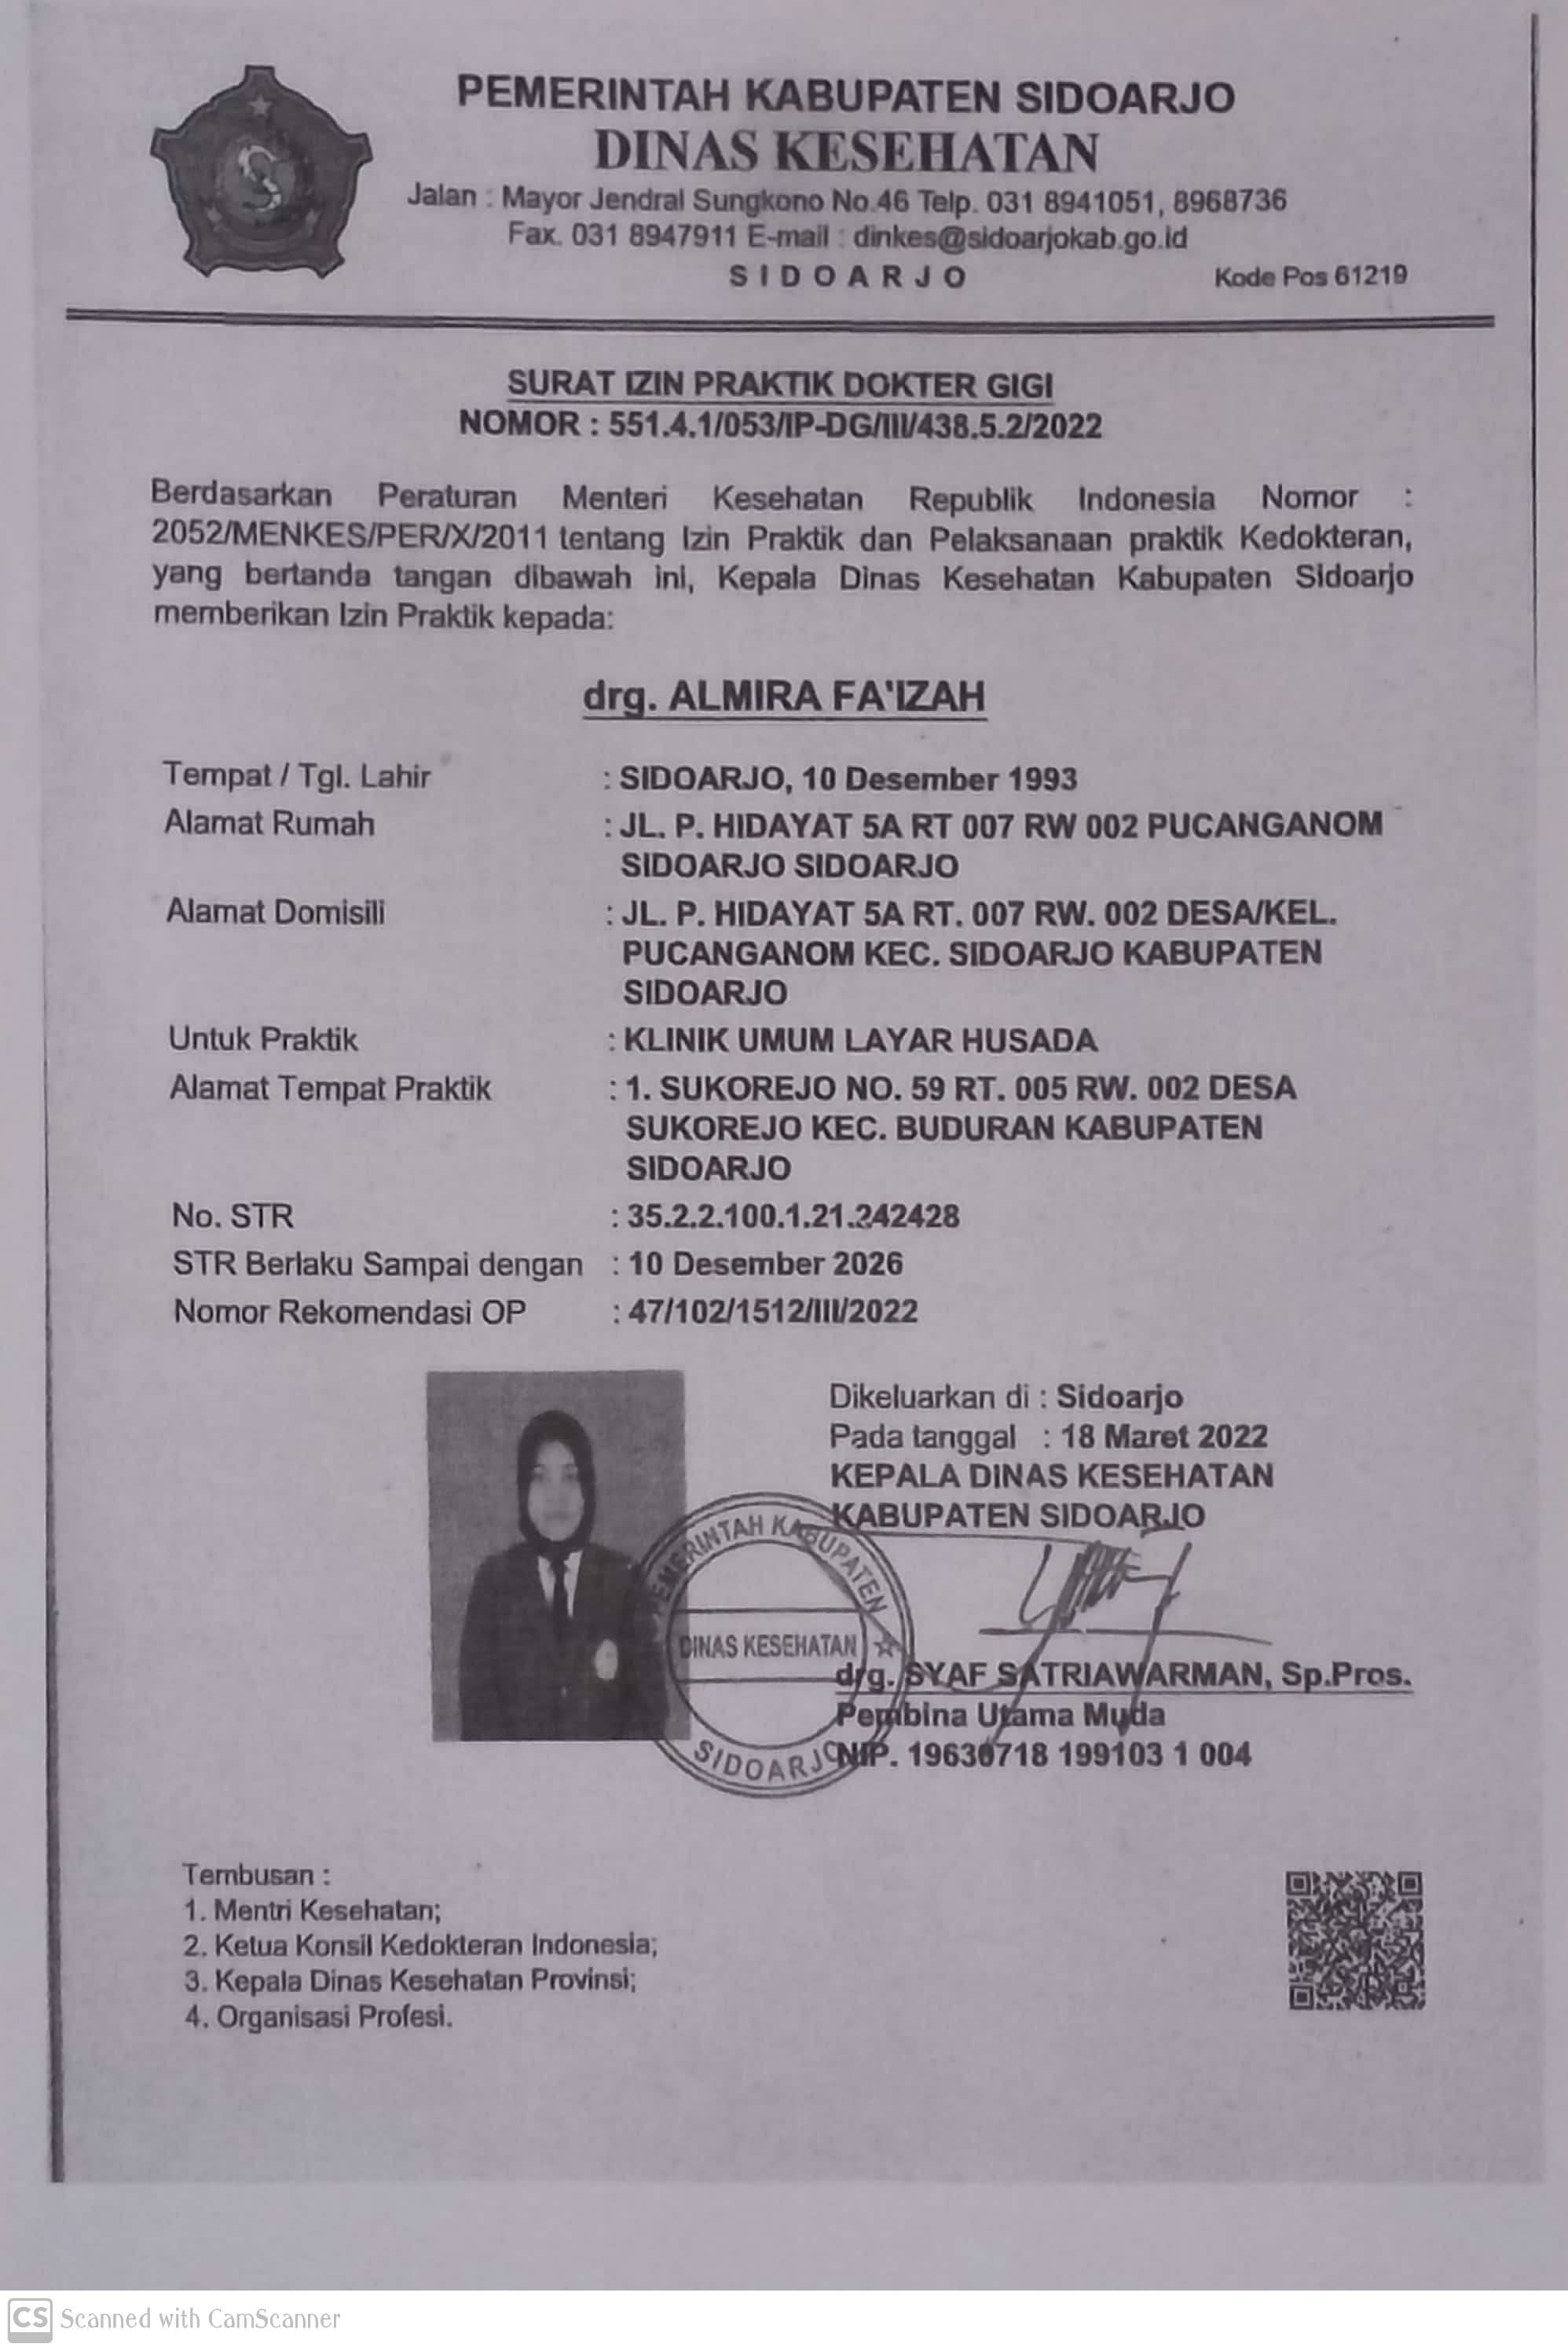 PEMERINTAH KABUPATEN SIDOARJO
DINAS KESEHATAN
Jalan : Mayor Jendral Sungkono No.46 Telp. 031 8941051, 8968736
Fax. 031 8947911 E-mail : dinkes@sidoarjokab.go.id
SIDOARJO Kode Pos 61219
SURAT IZIN PRAKTIK DOKTER GIGI
NOMOR : 551.4.1/053/IP-DG/III/438.5.2/2022
Berdasarkan Peraturan Menteri Kesehatan Republik Indonesia Nomor :
2052/MENKES/PER/X/2011 tentang Izin Praktik dan Pelaksanaan praktik Kedokteran,
yang bertanda tangan dibawah ini, Kepala Dinas Kesehatan Kabupaten Sidoarjo
memberikan Izin Praktik kepada:
drg. ALMIRA FA'IZAH
Tempat / Tgl. Lahir : SIDOARJO, 10 Desember 1993
Alamat Rumah : JL. P. HIDAYAT 5A RT 007 RW 002 PUCANGANOM
SIDOARJO SIDOARJO
Alamat Domisili : JL. P. HIDAYAT 5A RT. 007 RW. 002 DESA/KEL.
PUCANGANOM KEC. SIDOARJO KABUPATEN
SIDOARJO
Untuk Praktik : KLINIK UMUM LAYAR HUSADA
Alamat Tempat Praktik : 1. SUKOREJO NO. 59 RT. 005 RW. 002 DESA
SUKOREJO KEC. BUDURAN KABUPATEN
SIDOARJO
No. STR : 35.2.2.100.1.21.242428
STR Berlaku Sampai dengan : 10 Desember 2026
Nomor Rekomendasi OP : 47/102/1512/III/2022
Dikeluarkan di : Sidoarjo
Pada tanggal : 18 Maret 2022
KEPALA DINAS KESEHATAN
KABUPATEN SIDOARJO
PEMERINTAH KABUPATEN
DINAS KESEHATAN
SIDOARJO
drg. SYAF SATRIAWARMAN, Sp.Pros.
Pembina Utama Muda
NIP. 19630718 199103 1 004
Tembusan :
1. Mentri Kesehatan;
2. Ketua Konsil Kedokteran Indonesia;
3. Kepala Dinas Kesehatan Provinsi;
4. Organisasi Profesi.
CS Scanned with CamScanner